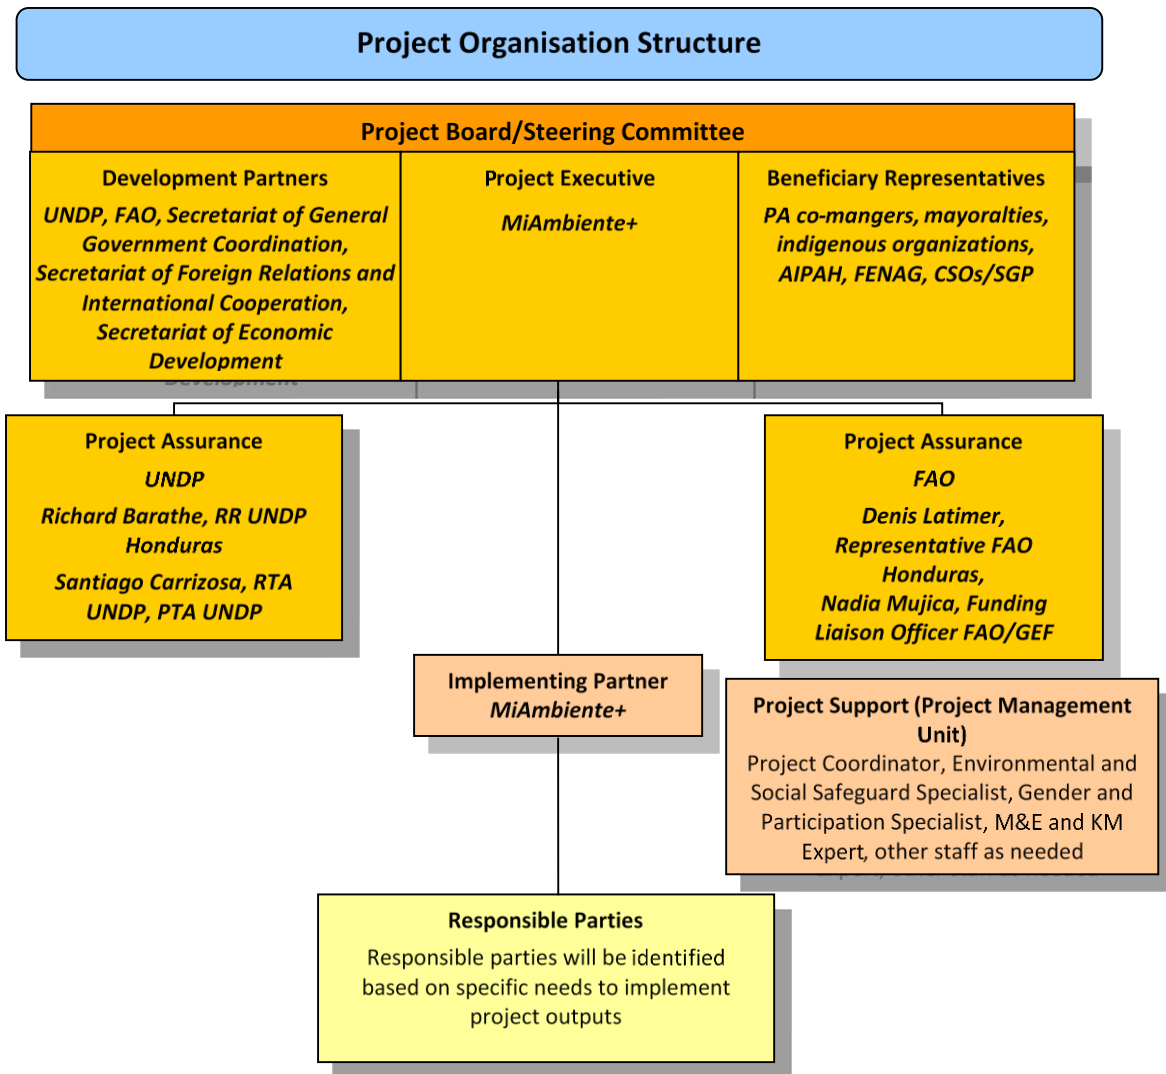 Project Organisation Structure
Project Board/Steering Committee
Development Partners
UNDP, FAO, Secretariat of General
Government Coordination,
Secretariat of Foreign Relations and
International Cooperation,
Secretariat of Economic
Development
Project Executive
MiAmbiente+
Beneficiary Representatives
PA co-mangers, mayoralties,
indigenous organizations,
AIPAH, FENAG, CSOs/SGP
Project Assurance
UNDP
Richard Barathe, RR UNDP
Honduras
Santiago Carrizosa, RTA
UNDP, PTA UNDP
Project Assurance
FAO
Denis Latimer,
Representative FAO
Honduras,
Nadia Mujica, Funding
Liaison Officer FAO/GEF
Implementing Partner
MiAmbiente+
Project Support (Project Management
Unit)
Project Coordinator, Environmental and
Social Safeguard Specialist, Gender and
Participation Specialist, M&E and KM
Expert, other staff as needed
Responsible Parties
Responsible parties will be identified
based on specific needs to implement
project outputs